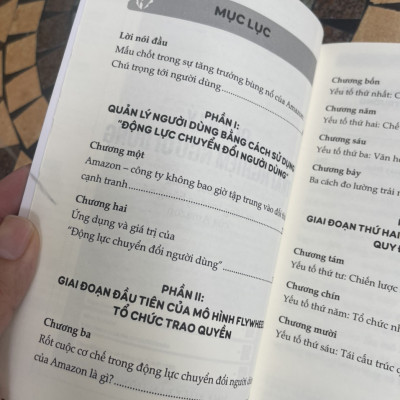 MỤC LỤC
Lời nói đầu
Mấu chốt trong sự tăng trưởng bùng nổ của Amazon
Chú trọng tới người dùng
PHẦN I:
QUẢN LÝ NGƯỜI DÙNG BẰNG CÁCH SỬ DỤNG
“ĐỘNG LỰC CHUYỂN ĐỔI NGƯỜI DÙNG”
Chương một
Amazon – công ty không bao giờ tập trung vào đối
cạnh tranh
Chương hai
Ứng dụng và giá trị của
“Động lực chuyển đổi người dùng”
PHẦN II:
GIAI ĐOẠN ĐẦU TIÊN CỦA MÔ HÌNH FLYWHEEL
TỔ CHỨC TRAO QUYỀN
Chương ba
Rốt cuộc cơ chế trong động lực chuyển đổi người
của Amazon là gì?
Chương bốn
Yếu tố thứ nhất:
Chương năm
Yếu tố thứ hai: Chế
Chương sáu
Yếu tố thứ ba: Văn
Chương bảy
Ba cách đo lường trải
GIAI ĐOẠN THỨ HAI
QUY
Chương tám
Yếu tố thứ tư: Chiến lược
Chương chín
Yếu tố thứ năm: Tổ chức
Chương mười
Yếu tố thứ sáu: Tái cấu trúc